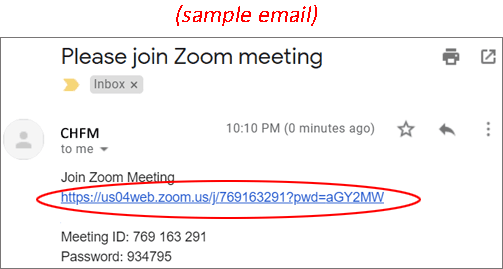 (sample email)
Please join Zoom meeting
Inbox ×
CHFM
10:10 PM (0 minutes ago)
to me
Join Zoom Meeting
https://us04web.zoom.us/j/769163291?pwd=aGY2MW
Meeting ID: 769 163 291
Password: 934795